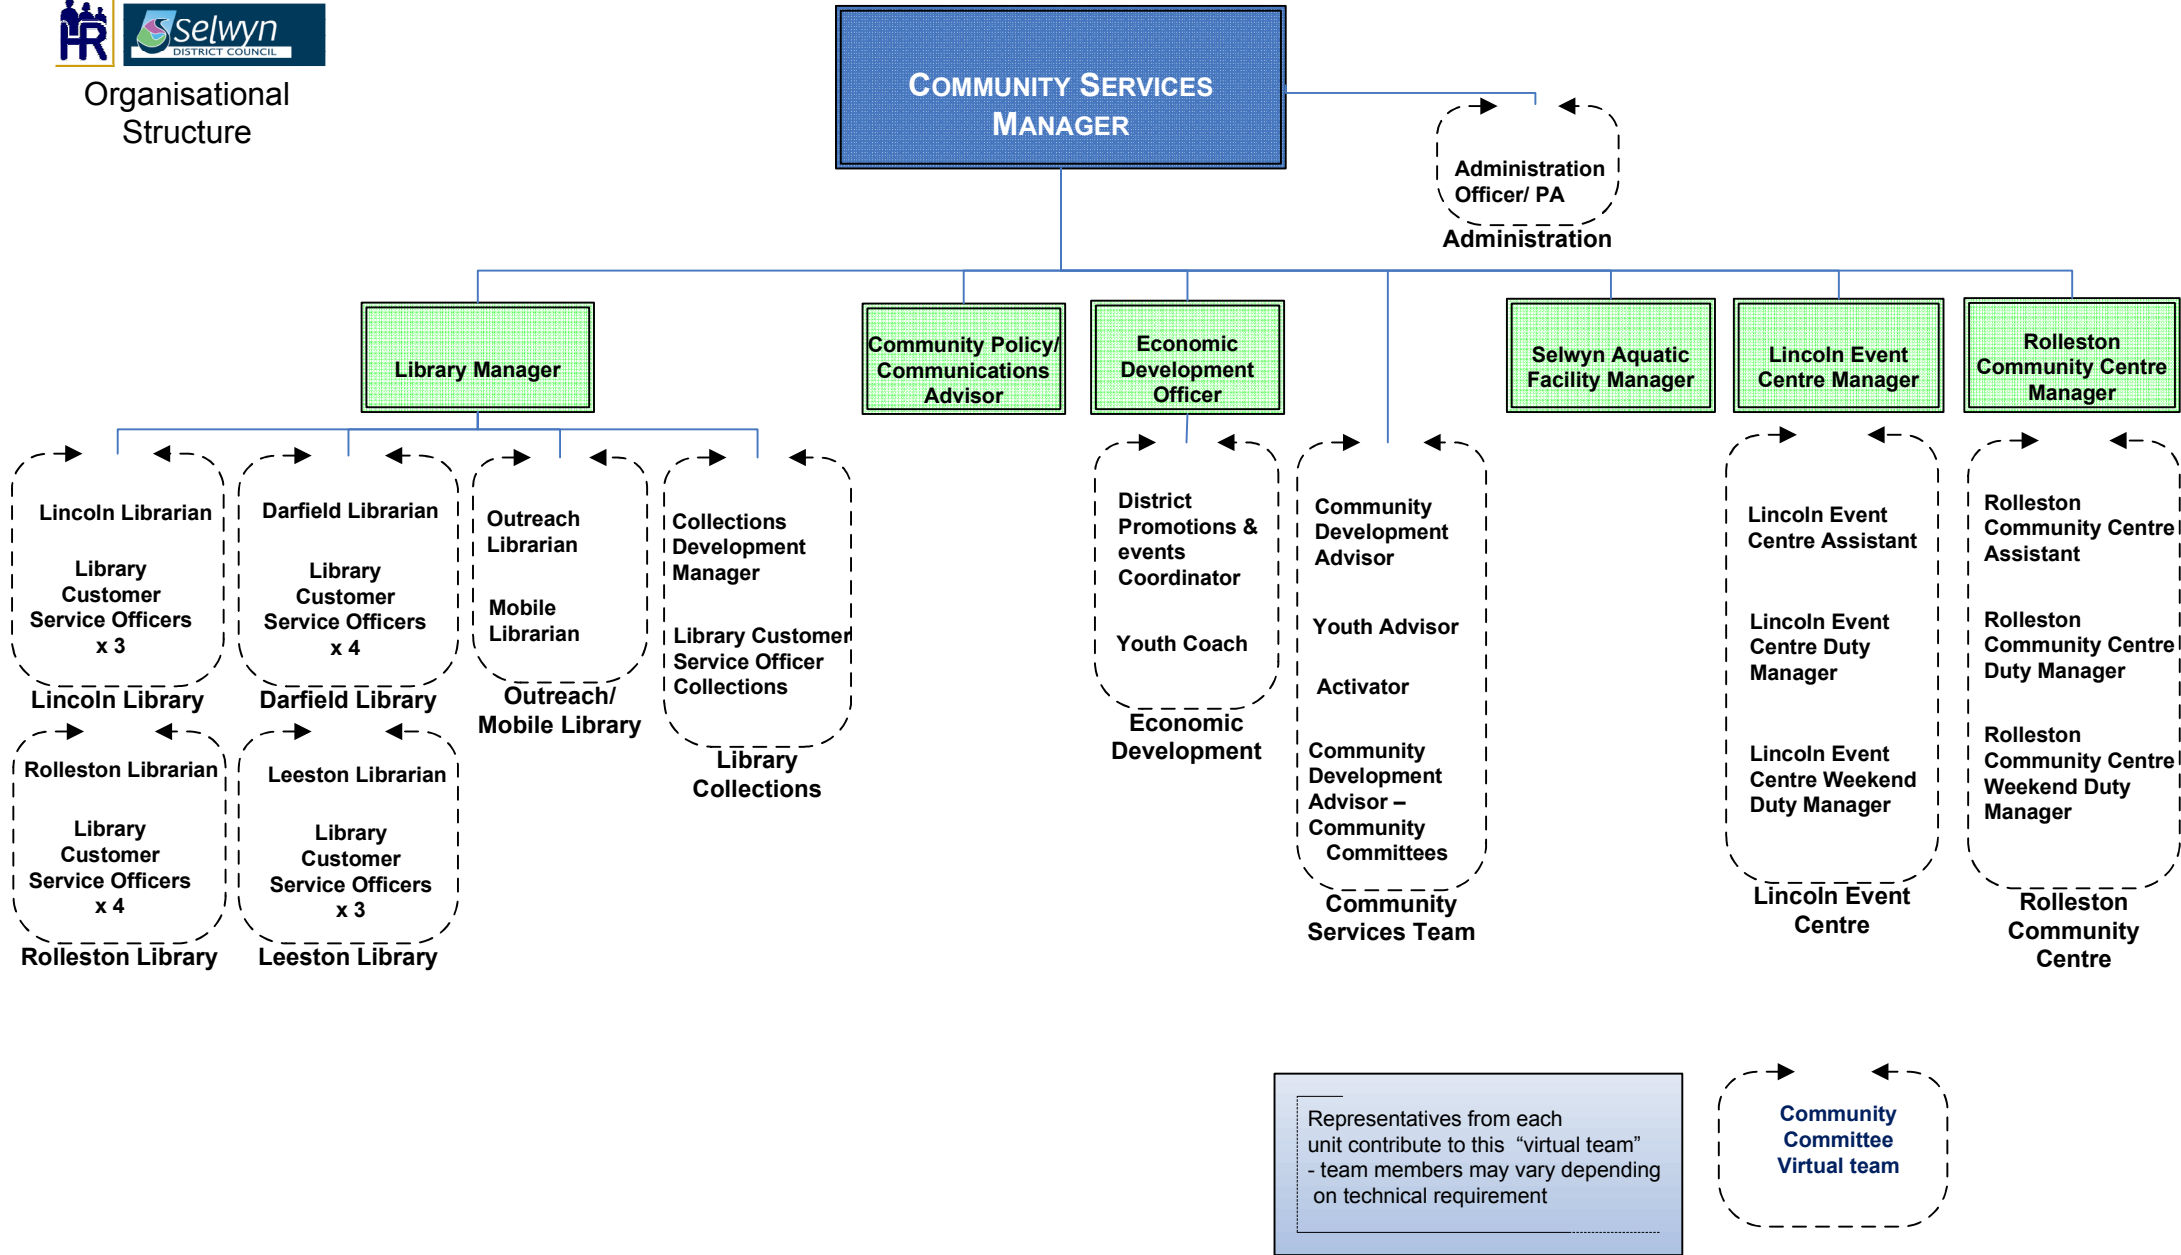 HR
Selwyn
DISTRICT COUNCIL
Organisational
Structure
COMMUNITY SERVICES
MANAGER
Administration
Officer/ PA
Administration
Library Manager
Community Policy/
Communications
Advisor
Economic
Development
Officer
Selwyn Aquatic
Facility Manager
Lincoln Event
Centre Manager
Rolleston
Community Centre
Manager
Lincoln Librarian
Library
Customer
Service Officers
x 3
Lincoln Library
Darfield Librarian
Library
Customer
Service Officers
x 4
Darfield Library
Outreach
Librarian
Mobile
Librarian
Outreach/
Mobile Library
Collections
Development
Manager
Library Customer
Service Officer
Collections
Library
Collections
Rolleston Librarian
Library
Customer
Service Officers
x 4
Rolleston Library
Leeston Librarian
Library
Customer
Service Officers
x 3
Leeston Library
District
Promotions &
events
Coordinator
Youth Coach
Economic
Development
Community
Development
Advisor
Youth Advisor
Activator
Community
Development
Advisor –
Community
Committees
Community
Services Team
Lincoln Event
Centre Assistant
Lincoln Event
Centre Duty
Manager
Lincoln Event
Centre Weekend
Duty Manager
Lincoln Event
Centre
Rolleston
Community Centre
Assistant
Rolleston
Community Centre
Duty Manager
Rolleston
Community Centre
Weekend Duty
Manager
Rolleston
Community
Centre
Representatives from each
unit contribute to this “virtual team”
- team members may vary depending
on technical requirement
Community
Committee
Virtual team